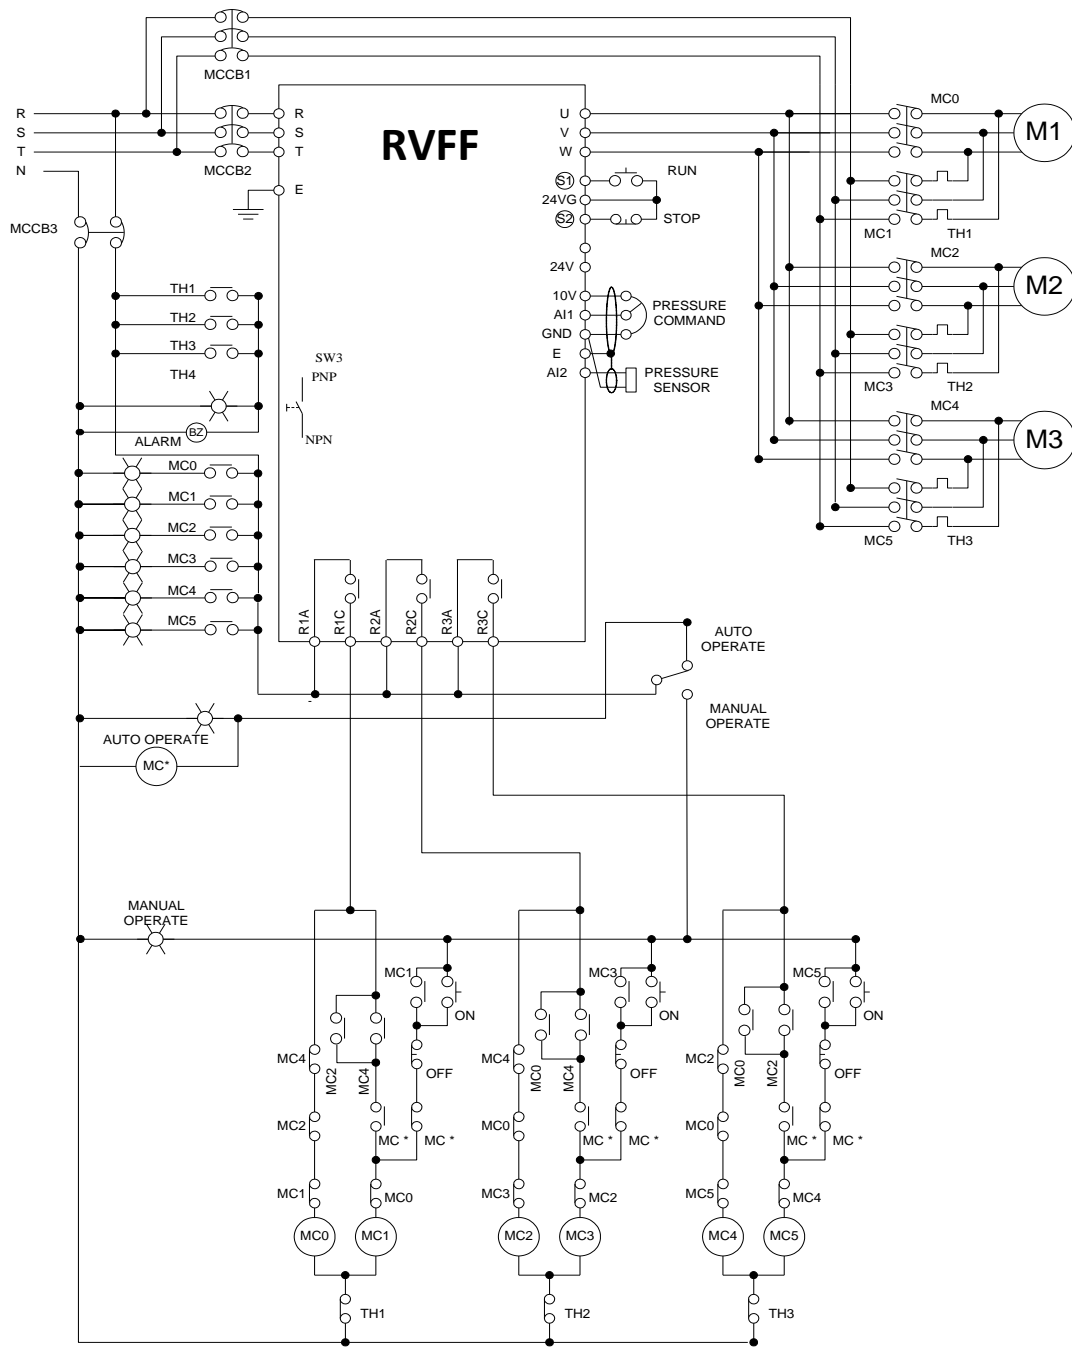 MCCB1
MC0
R
R
U
RVFF
M1
S
S
V
T
T
W
MCCB2
N
S1
RUN
E
24VG
S2
STOP
MCCB3
MC1
TH1
MC2
24V
TH1
10V
PRESSURE
COMMAND
M2
TH2
AI1
GND
TH3
SW3
E
TH4
PNP
AI2
PRESSURE
SENSOR
MC3
TH2
MC4
BZ
ALARM
NPN
M3
MC0
MC1
MC2
MC5
TH3
MC3
MC4
MC5
R1A
R1C
R2A
R2C
R3A
R3C
AUTO
OPERATE
MANUAL
OPERATE
AUTO OPERATE
MC*
MANUAL
OPERATE
MC1
MC3
MC5
ON
ON
ON
MC4
MC4
MC2
MC2
MC4
OFF
MC0
MC4
OFF
MC0
MC2
OFF
MC2
MC0
MC0
MC *
MC *
MC *
MC *
MC *
MC *
MC1
MC0
MC3
MC2
MC5
MC4
MC0
MC1
MC2
MC3
MC4
MC5
TH1
TH2
TH3